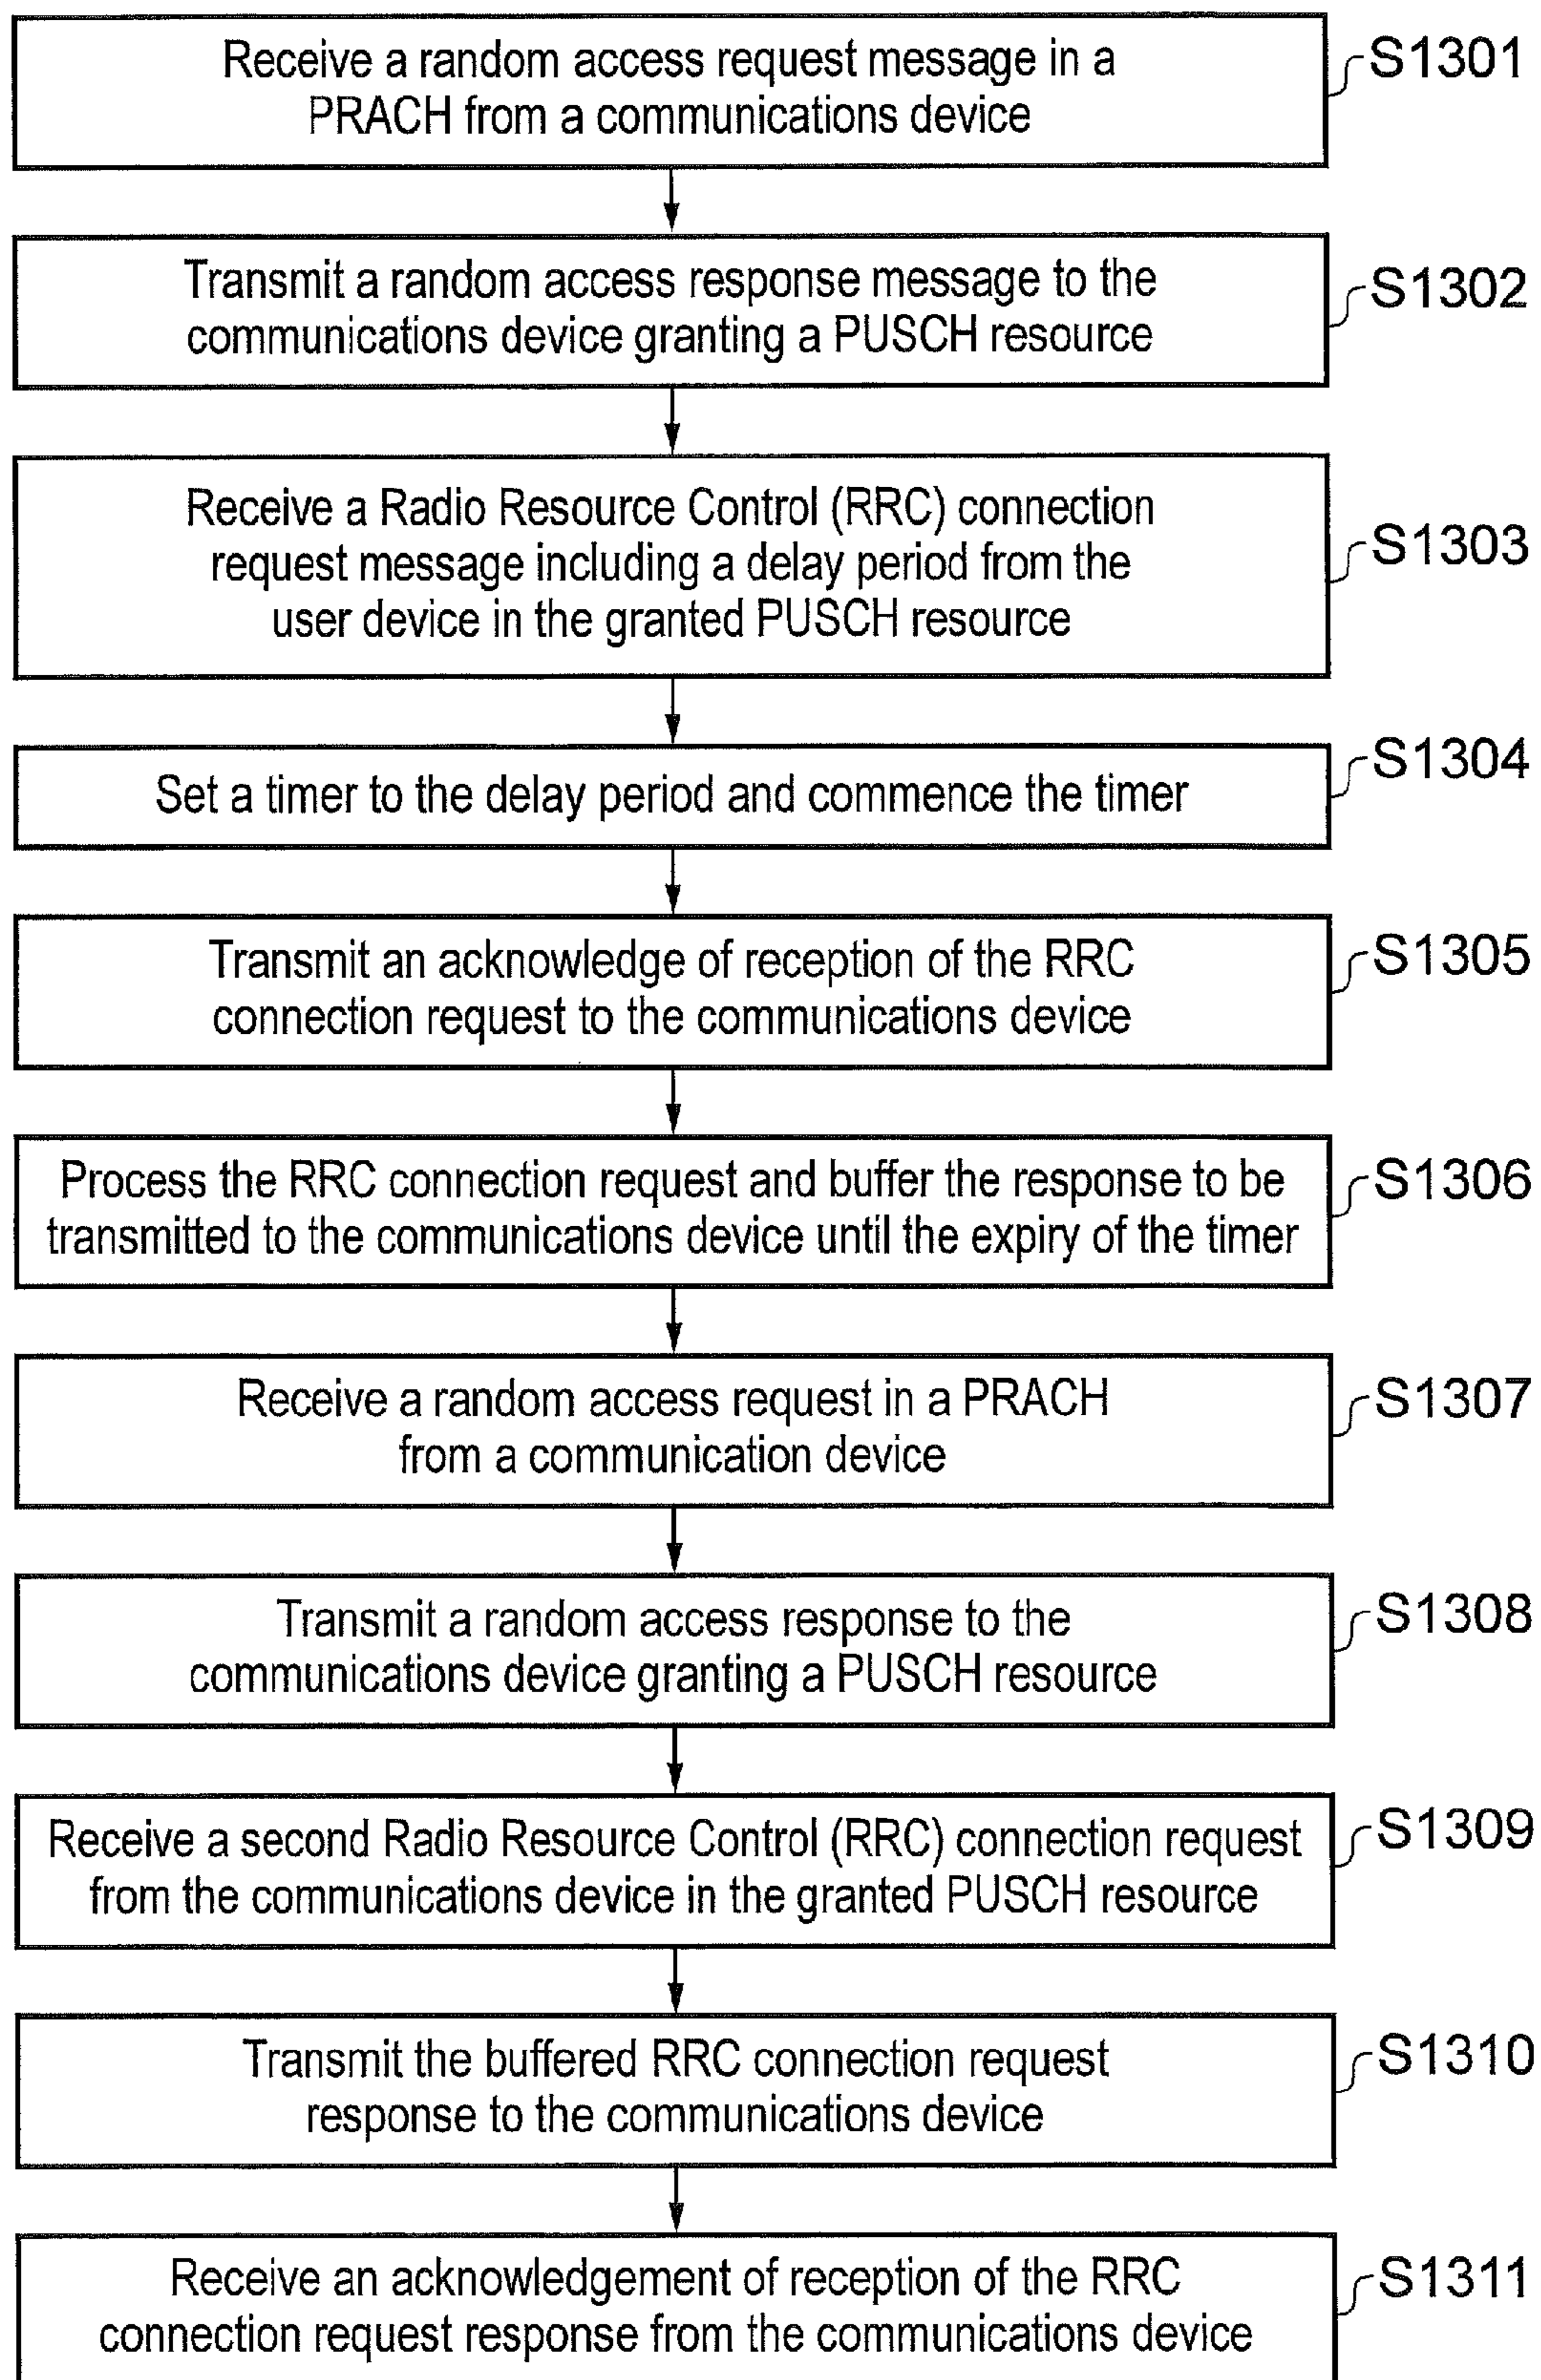 Receive a random access request message in a
PRACH from a communications device
S1301
Transmit a random access response message to the
communications device granting a PUSCH resource
S1302
Receive a Radio Resource Control (RRC) connection
request message including a delay period from the
user device in the granted PUSCH resource
S1303
Set a timer to the delay period and commence the timer
S1304
Transmit an acknowledge of reception of the RRC
connection request to the communications device
S1305
Process the RRC connection request and buffer the response to be
transmitted to the communications device until the expiry of the timer
S1306
Receive a random access request in a PRACH
from a communication device
S1307
Transmit a random access response to the
communications device granting a PUSCH resource
S1308
Receive a second Radio Resource Control (RRC) connection request
from the communications device in the granted PUSCH resource
S1309
Transmit the buffered RRC connection request
response to the communications device
S1310
Receive an acknowledgement of reception of the RRC
connection request response from the communications device
S1311